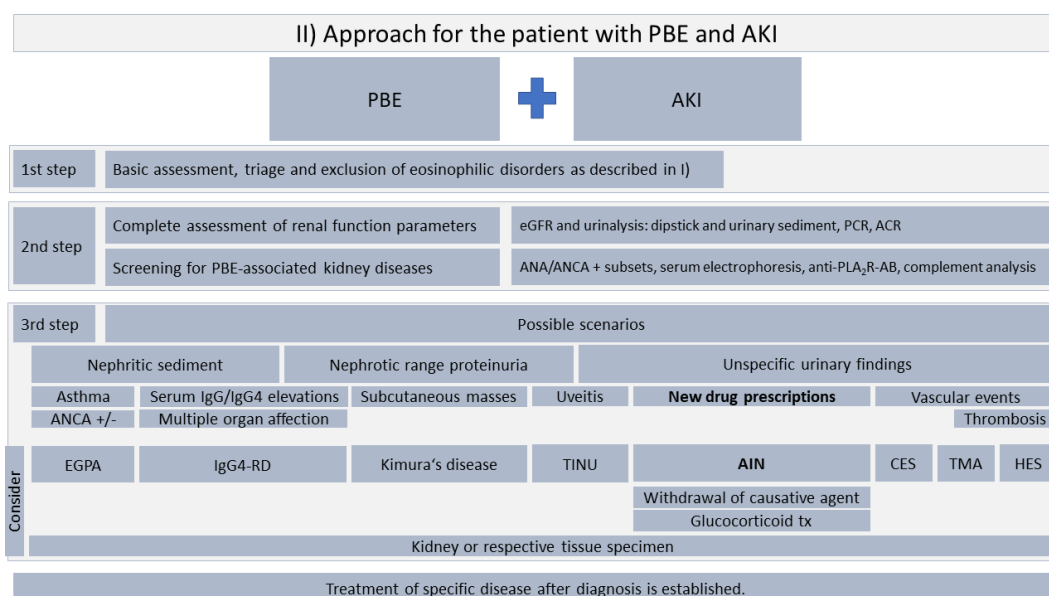 II) Approach for the patient with PBE and AKI
PBE
AKI
1st step
Basic assessment, triage and exclusion of eosinophilic disorders as described in I)
2nd step
Complete assessment of renal function parameters
eGFR and urinalysis: dipstick and urinary sediment, PCR, ACR
Screening for PBE-associated kidney diseases
ANA/ANCA + subsets, serum electrophoresis, anti-PLA₂R-AB, complement analysis
3rd step
Possible scenarios
Nephritic sediment
Nephrotic range proteinuria
Unspecific urinary findings
Asthma
Serum IgG/IgG4 elevations
Subcutaneous masses
Uveitis
New drug prescriptions
Vascular events
ANCA +/-
Multiple organ affection
Thrombosis
Consider
EGPA
IgG4-RD
Kimura‘s disease
TINU
AIN
CES
TMA
HES
Withdrawal of causative agent
Glucocorticoid tx
Kidney or respective tissue specimen
Treatment of specific disease after diagnosis is established.